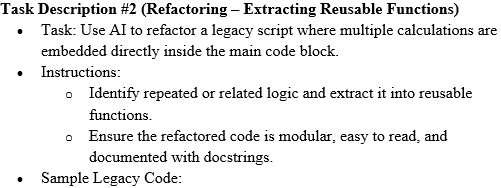 Task Description #2 (Refactoring – Extracting Reusable Functions)
• Task: Use AI to refactor a legacy script where multiple calculations are
embedded directly inside the main code block.
• Instructions:
o Identify repeated or related logic and extract it into reusable
functions.
o Ensure the refactored code is modular, easy to read, and
documented with docstrings.
• Sample Legacy Code: